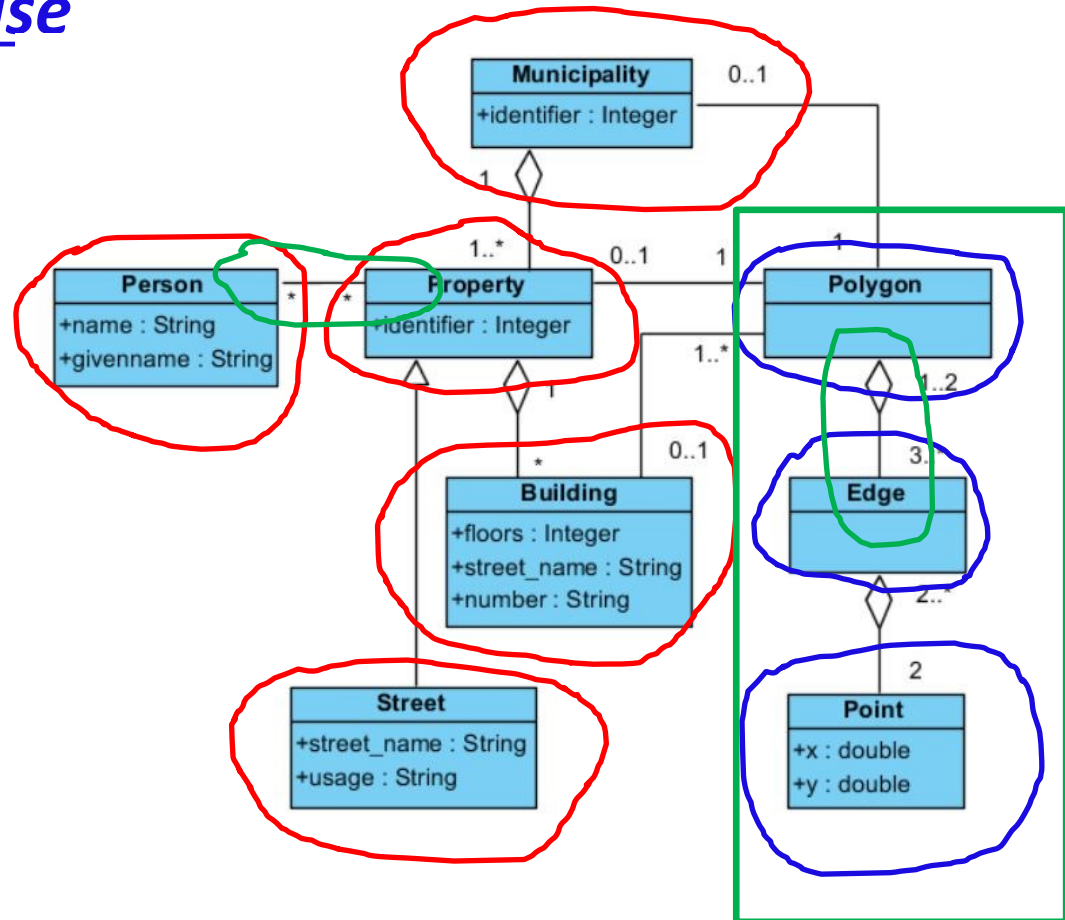 se
Municipality
+identifier : Integer
0..1
1
1..*
0..1
1
1
Person
+name : String
+givenname : String
*
*
Property
+identifier : Integer
Polygon
1..*
1..2
1
*
0..1
3..*
Building
+floors : Integer
+street_name : String
+number : String
Edge
2..*
2
Street
+street_name : String
+usage : String
Point
+x : double
+y : double